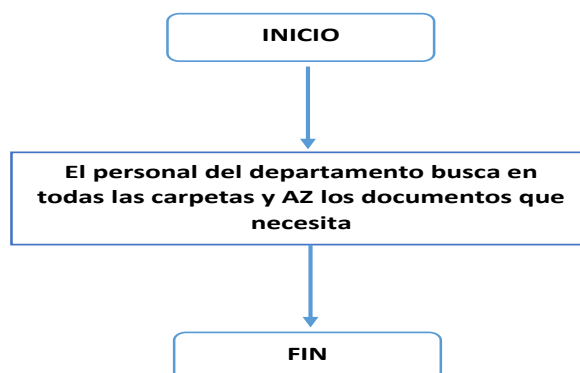 INICIO
El personal del departamento busca en
todas las carpetas y AZ los documentos que
necesita
FIN